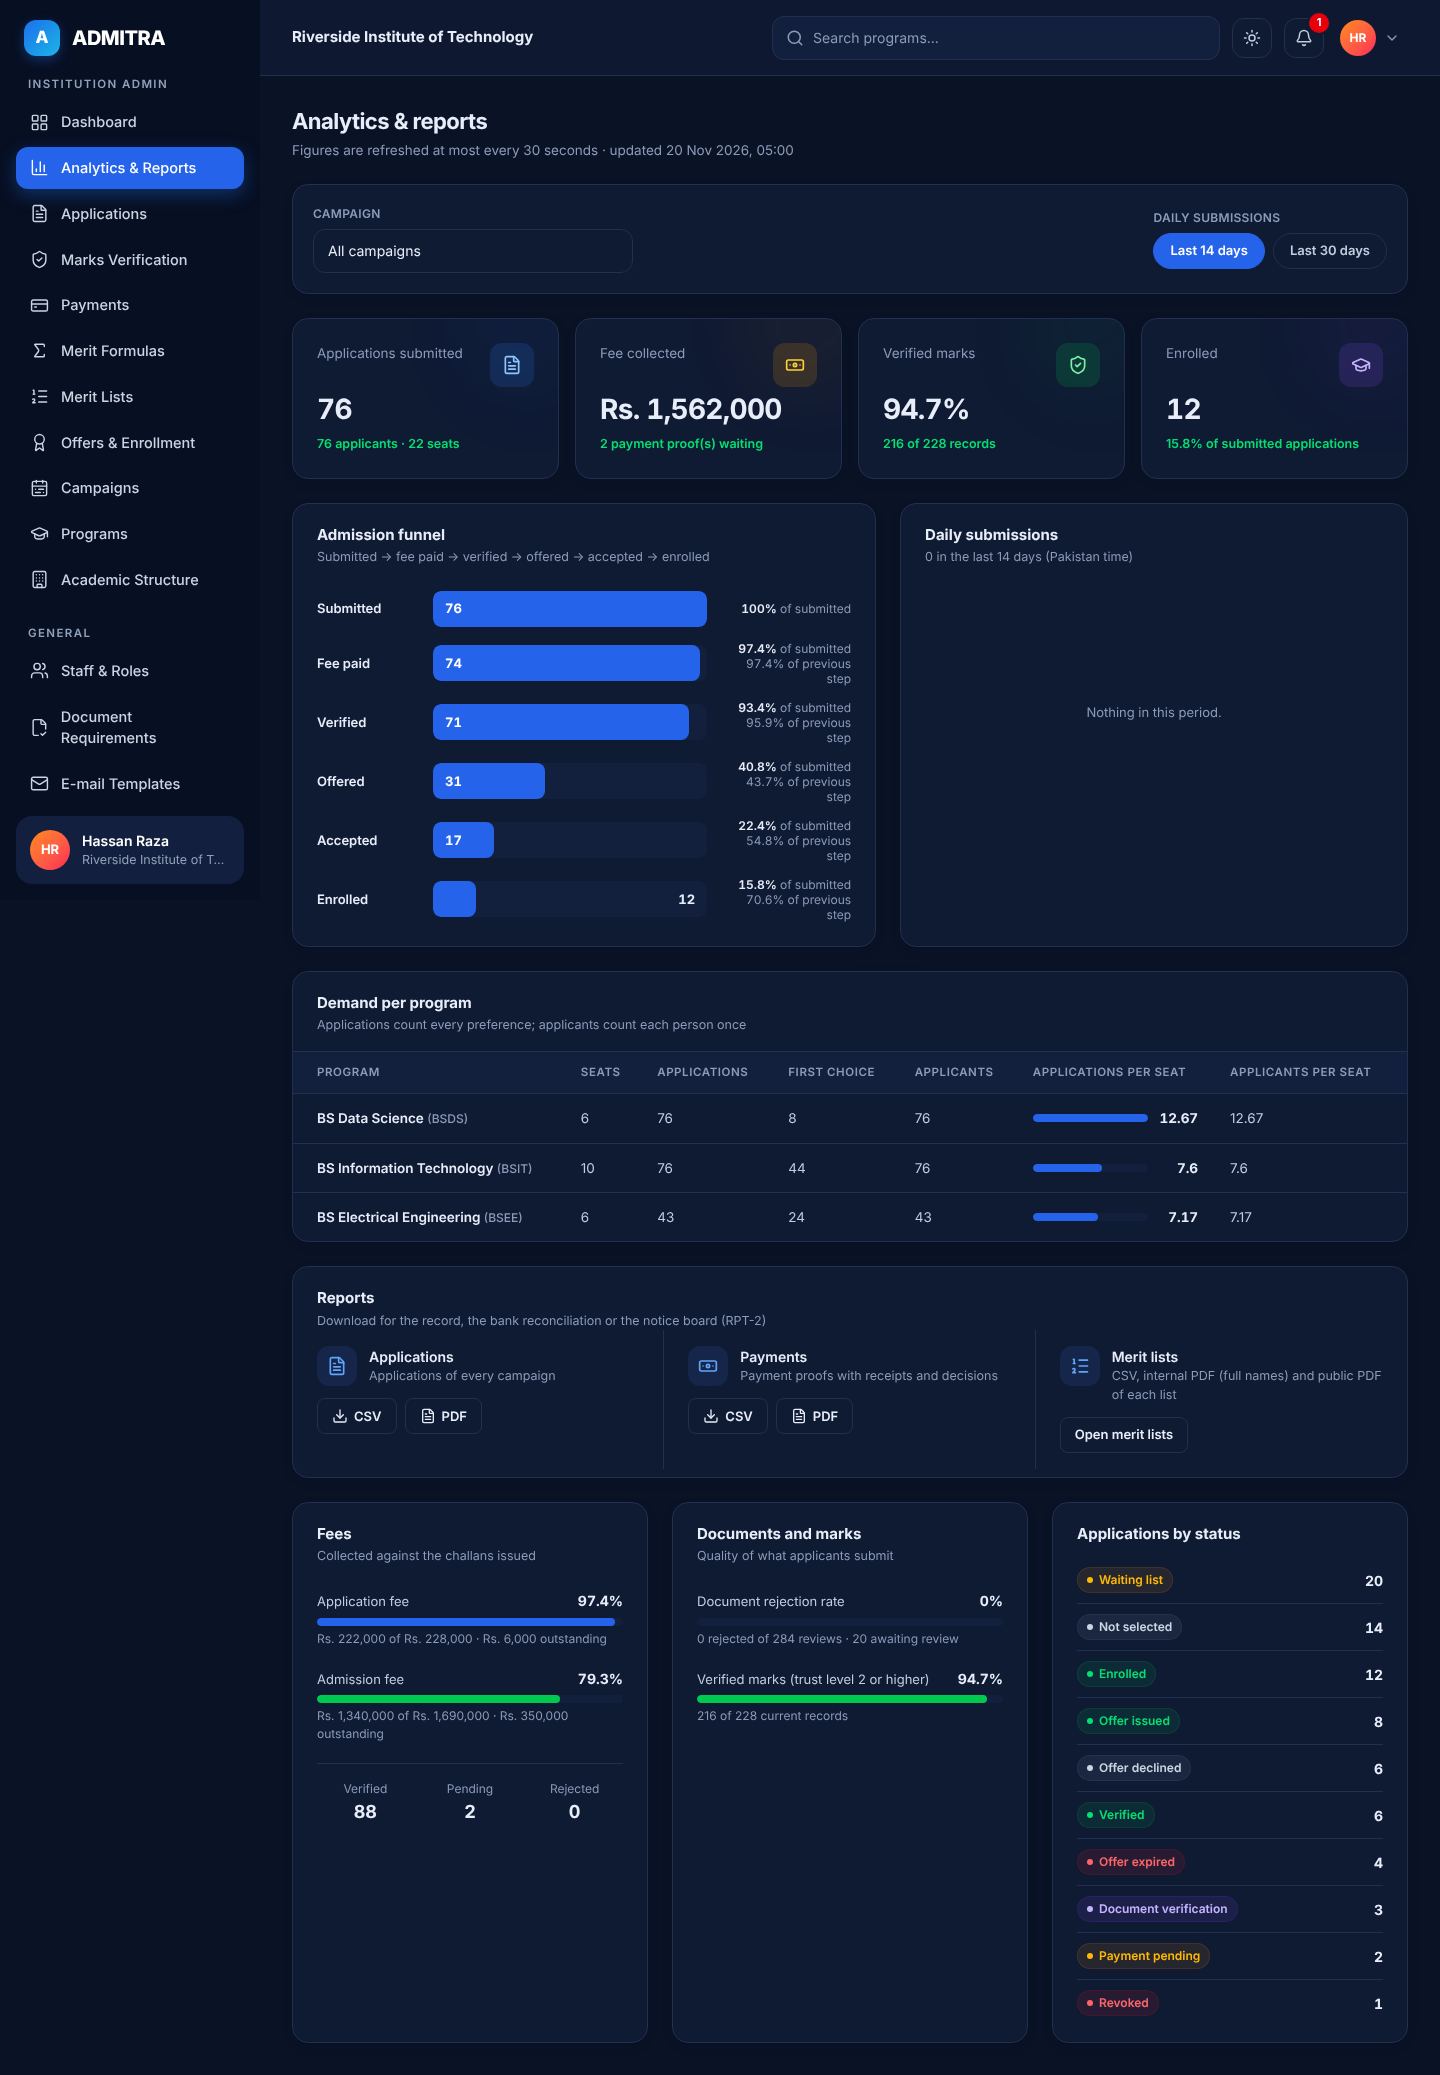 A ADMITRA
INSTITUTION ADMIN
Dashboard
Analytics & Reports
Applications
Marks Verification
Payments
Merit Formulas
Merit Lists
Offers & Enrollment
Campaigns
Programs
Academic Structure
GENERAL
Staff & Roles
Document
Requirements
E-mail Templates
HR
Hassan Raza
Riverside Institute of T...
Riverside Institute of Technology
Search programs...
1
HR
Analytics & reports
Figures are refreshed at most every 30 seconds · updated 20 Nov 2026, 05:00
CAMPAIGN
All campaigns
DAILY SUBMISSIONS
Last 14 days
Last 30 days
Applications submitted
76
76 applicants · 22 seats
Fee collected
Rs. 1,562,000
2 payment proof(s) waiting
Verified marks
94.7%
216 of 228 records
Enrolled
12
15.8% of submitted applications
Admission funnel
Submitted → fee paid → verified → offered → accepted → enrolled
Submitted 76 100% of submitted
Fee paid 74 97.4% of submitted
97.4% of previous
step
Verified 71 93.4% of submitted
95.9% of previous
step
Offered 31 40.8% of submitted
43.7% of previous
step
Accepted 17 22.4% of submitted
54.8% of previous
step
Enrolled 12 15.8% of submitted
70.6% of previous
step
Daily submissions
0 in the last 14 days (Pakistan time)
Nothing in this period.
Demand per program
Applications count every preference; applicants count each person once
PROGRAM SEATS APPLICATIONS FIRST CHOICE APPLICANTS APPLICATIONS PER SEAT APPLICANTS PER SEAT
BS Data Science (BSDS) 6 76 8 76 12.67 12.67
BS Information Technology (BSIT) 10 76 44 76 7.6 7.6
BS Electrical Engineering (BSEE) 6 43 24 43 7.17 7.17
Reports
Download for the record, the bank reconciliation or the notice board (RPT-2)
Applications
Applications of every campaign
CSV PDF
Payments
Payment proofs with receipts and decisions
CSV PDF
Merit lists
CSV, internal PDF (full names) and public PDF
of each list
Open merit lists
Fees
Collected against the challans issued
Application fee 97.4%
Rs. 222,000 of Rs. 228,000 · Rs. 6,000 outstanding
Admission fee 79.3%
Rs. 1,340,000 of Rs. 1,690,000 · Rs. 350,000
outstanding
Verified Pending Rejected
88 2 0
Documents and marks
Quality of what applicants submit
Document rejection rate 0%
0 rejected of 284 reviews · 20 awaiting review
Verified marks (trust level 2 or higher) 94.7%
216 of 228 current records
Applications by status
Waiting list 20
Not selected 14
Enrolled 12
Offer issued 8
Offer declined 6
Verified 6
Offer expired 4
Document verification 3
Payment pending 2
Revoked 1